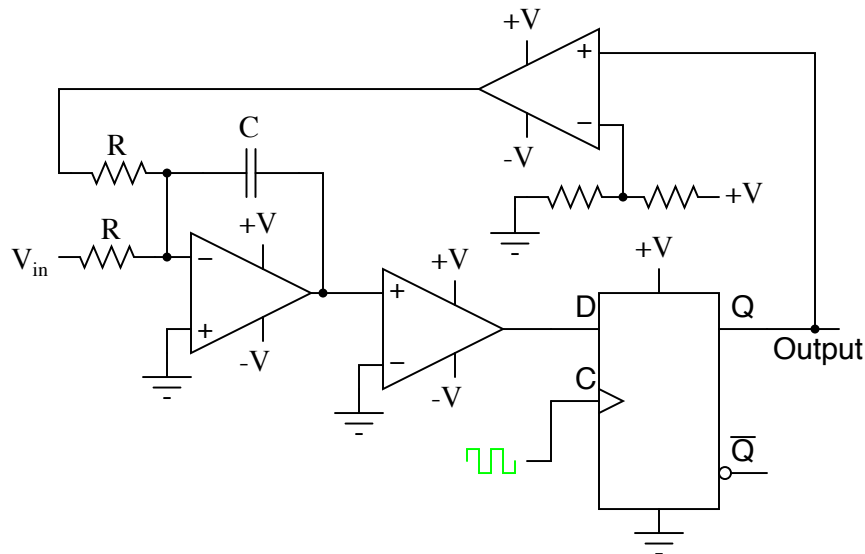 +V
+
−
-V
+V
R
C
R
V_in
+V
−
+
-V
+V
+
−
-V
+V
D
Q
C
Q̅
Output